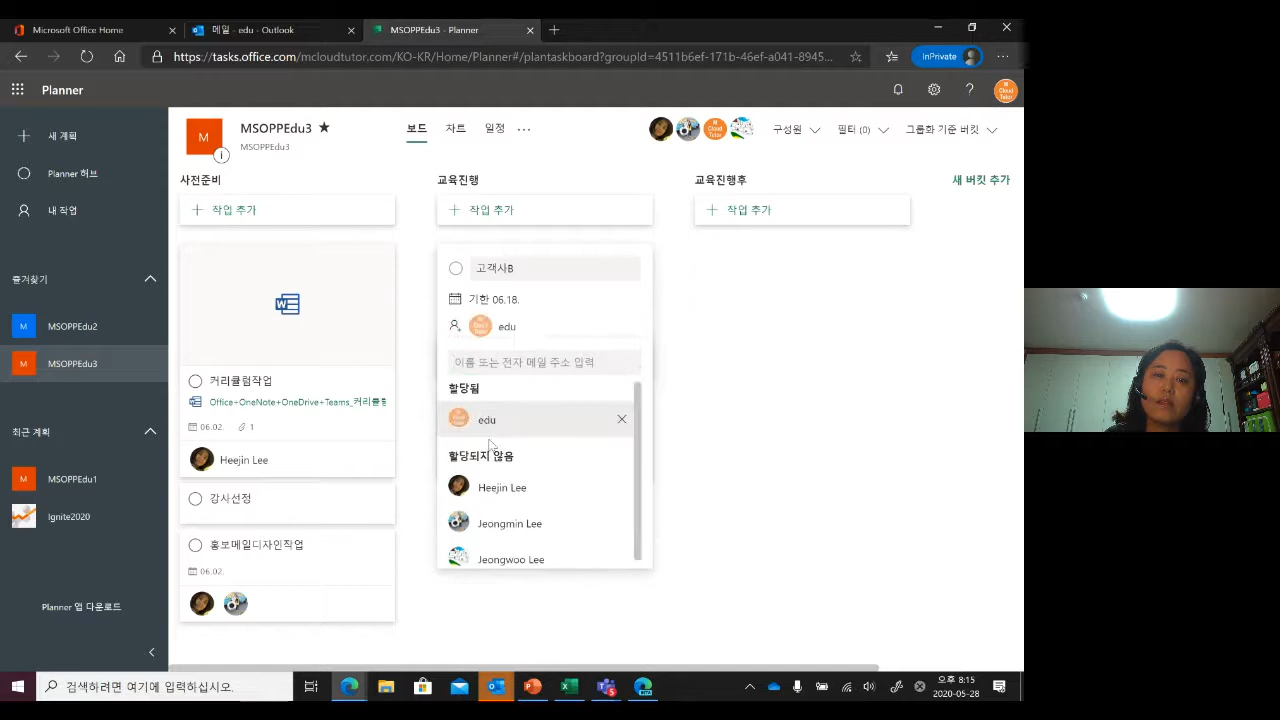 Microsoft Office Home
메일 - edu - Outlook
MSOPPEdu3 - Planner
https://tasks.office.com/mcloudtutor.com/KO-KR/Home/Planner#/plantaskboard?groupId=4511b6ef-171b-46ef-a041-8945...
InPrivate
Planner
M Cloud Tutor
새 계획
Planner 허브
내 작업
즐겨찾기
M MSOPPEdu2
M MSOPPEdu3
최근 계획
M MSOPPEdu1
Ignite2020
Planner 앱 다운로드
M
MSOPPEdu3
MSOPPEdu3
보드
차트
일정
구성원
필터 (0)
그룹화 기준 버킷
사전준비
작업 추가
커리큘럼작업
Office+OneNote+OneDrive+Teams_커리큘
06.02. 1
Heejin Lee
강사선정
홍보메일디자인작업
06.02.
교육진행
작업 추가
고객사B
기한 06.18.
edu
이름 또는 전자 메일 주소 입력
할당됨
edu
할당되지 않음
Heejin Lee
Jeongmin Lee
Jeongwoo Lee
교육진행후
작업 추가
새 버킷 추가
검색하려면 여기에 입력하십시오.
오후 8:15
2020-05-28